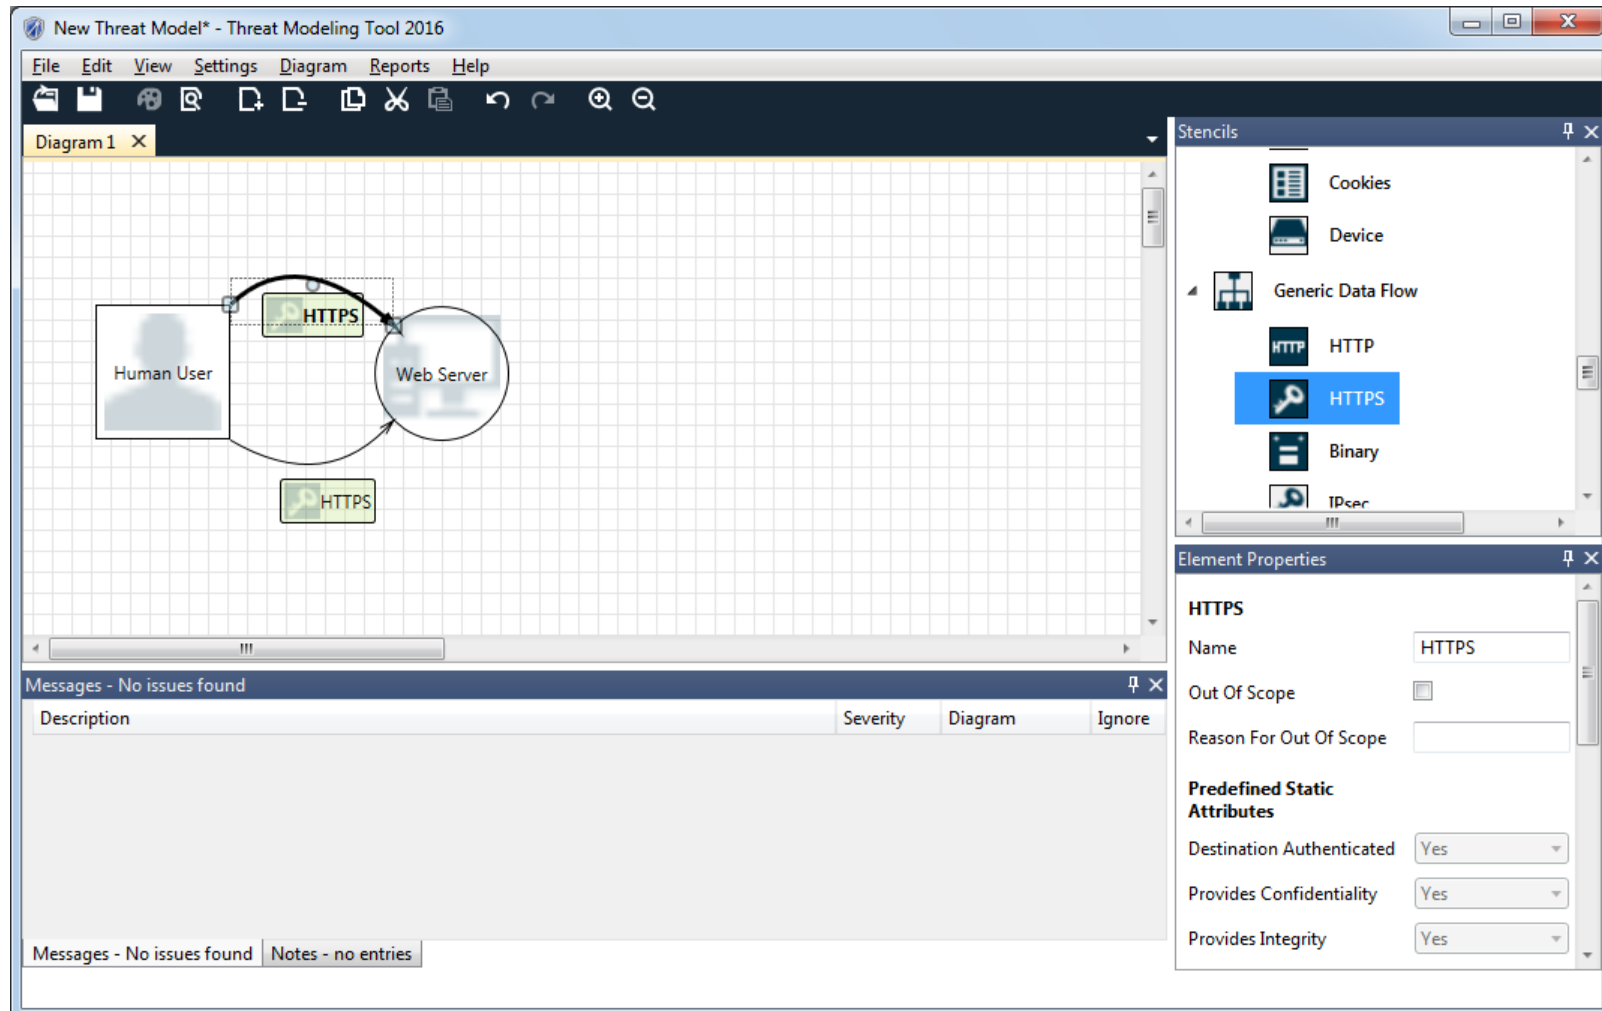 New Threat Model* - Threat Modeling Tool 2016
File Edit View Settings Diagram Reports Help
Diagram 1
Stencils
Cookies
Device
Generic Data Flow
HTTP HTTP
HTTPS
Binary
IPsec
HTTPS
Human User
Web Server
HTTPS
Element Properties
HTTPS
Name HTTPS
Out Of Scope
Reason For Out Of Scope
Predefined Static
Attributes
Destination Authenticated Yes
Provides Confidentiality Yes
Provides Integrity Yes
Messages - No issues found
Description Severity Diagram Ignore
Messages - No issues found Notes - no entries